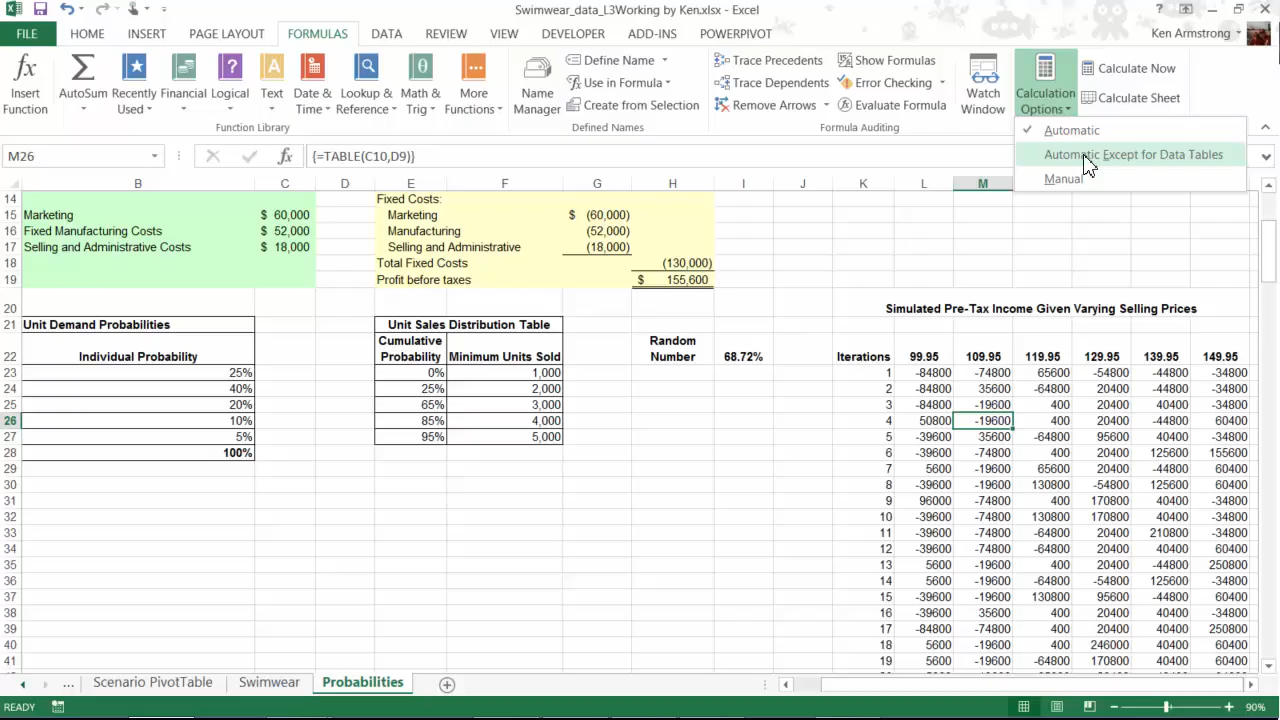 Swimwear_data_L3Working by Ken.xlsx - Excel
FILE HOME INSERT PAGE LAYOUT FORMULAS DATA REVIEW VIEW DEVELOPER ADD-INS POWERPIVOT Ken Armstrong
Insert Function
AutoSum
Recently Used
Financial
Logical
Text
Date & Time
Lookup & Reference
Math & Trig
More Functions
Function Library
Name Manager
Define Name
Use in Formula
Create from Selection
Defined Names
Trace Precedents
Trace Dependents
Remove Arrows
Show Formulas
Error Checking
Evaluate Formula
Formula Auditing
Watch Window
Calculation Options
Calculate Now
Calculate Sheet
Automatic
Automatic Except for Data Tables
Manual
M26 fx {=TABLE(C10,D9)}
B C D E F G H I J K L M
14 Fixed Costs:
15 Marketing $ 60,000 Marketing $ (60,000)
16 Fixed Manufacturing Costs $ 52,000 Manufacturing (52,000)
17 Selling and Administrative Costs $ 18,000 Selling and Administrative (18,000)
18 Total Fixed Costs (130,000)
19 Profit before taxes $ 155,600
20 Simulated Pre-Tax Income Given Varying Selling Prices
21 Unit Demand Probabilities Unit Sales Distribution Table
22 Individual Probability Cumulative Probability Minimum Units Sold Random Number 68.72% Iterations 99.95 109.95 119.95 129.95 139.95 149.95
23 25% 0% 1,000 1 -84800 -74800 65600 -54800 -44800 -34800
24 40% 25% 2,000 2 -84800 35600 -64800 20400 -44800 -34800
25 20% 65% 3,000 3 -84800 -19600 400 20400 40400 -34800
26 10% 85% 4,000 4 50800 -19600 400 20400 -44800 60400
27 5% 95% 5,000 5 -39600 35600 -64800 95600 40400 -34800
28 100% 6 -39600 -74800 400 20400 125600 155600
29 7 5600 -19600 65600 20400 -44800 60400
30 8 -39600 -19600 130800 -54800 125600 60400
31 9 96000 -74800 400 170800 40400 -34800
32 10 -39600 -74800 130800 170800 40400 -34800
33 11 -39600 -74800 -64800 20400 210800 -34800
34 12 -39600 -74800 400 20400 40400 60400
35 13 5600 -19600 400 20400 -44800 250800
36 14 5600 -19600 -64800 -54800 125600 -34800
37 15 -39600 -19600 130800 95600 40400 -34800
38 16 -39600 35600 400 20400 40400 -34800
39 17 -84800 -19600 400 20400 40400 250800
40 18 5600 -19600 400 246000 40400 -34800
41 19 5600 -19600 -64800 170800 40400 60400
... Scenario PivotTable Swimwear Probabilities
READY 90%